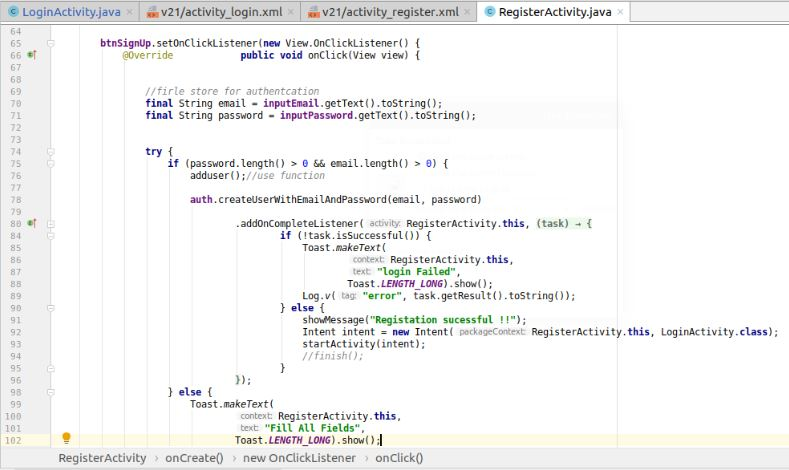 LoginActivity.java × v21/activity_login.xml × v21/activity_register.xml × RegisterActivity.java ×
64
65 btnSignUp.setOnClickListener(new View.OnClickListener() {
66 @Override public void onClick(View view) {
67
68
69 //firle store for authentcation
70 final String email = inputEmail.getText().toString();
71 final String password = inputPassword.getText().toString();
72
73
74 try {
75 if (password.length() > 0 && email.length() > 0) {
76 adduser();//use function
77
78 auth.createUserWithEmailAndPassword(email, password)
79
80 .addOnCompleteListener( activity: RegisterActivity.this, (task) → {
84 if (!task.isSuccessful()) {
85 Toast.makeText(
86 context: RegisterActivity.this,
87 text: "login Failed",
88 Toast.LENGTH_LONG).show();
89 Log.v( tag: "error", task.getResult().toString());
90 } else {
91 showMessage("Registation sucessful !!");
92 Intent intent = new Intent( packageContext: RegisterActivity.this, LoginActivity.class);
93 startActivity(intent);
94 //finish();
95 }
96 });
98 } else {
99 Toast.makeText(
100 context: RegisterActivity.this,
101 text: "Fill All Fields",
102 Toast.LENGTH_LONG).show();
RegisterActivity › onCreate() › new OnClickListener › onClick()